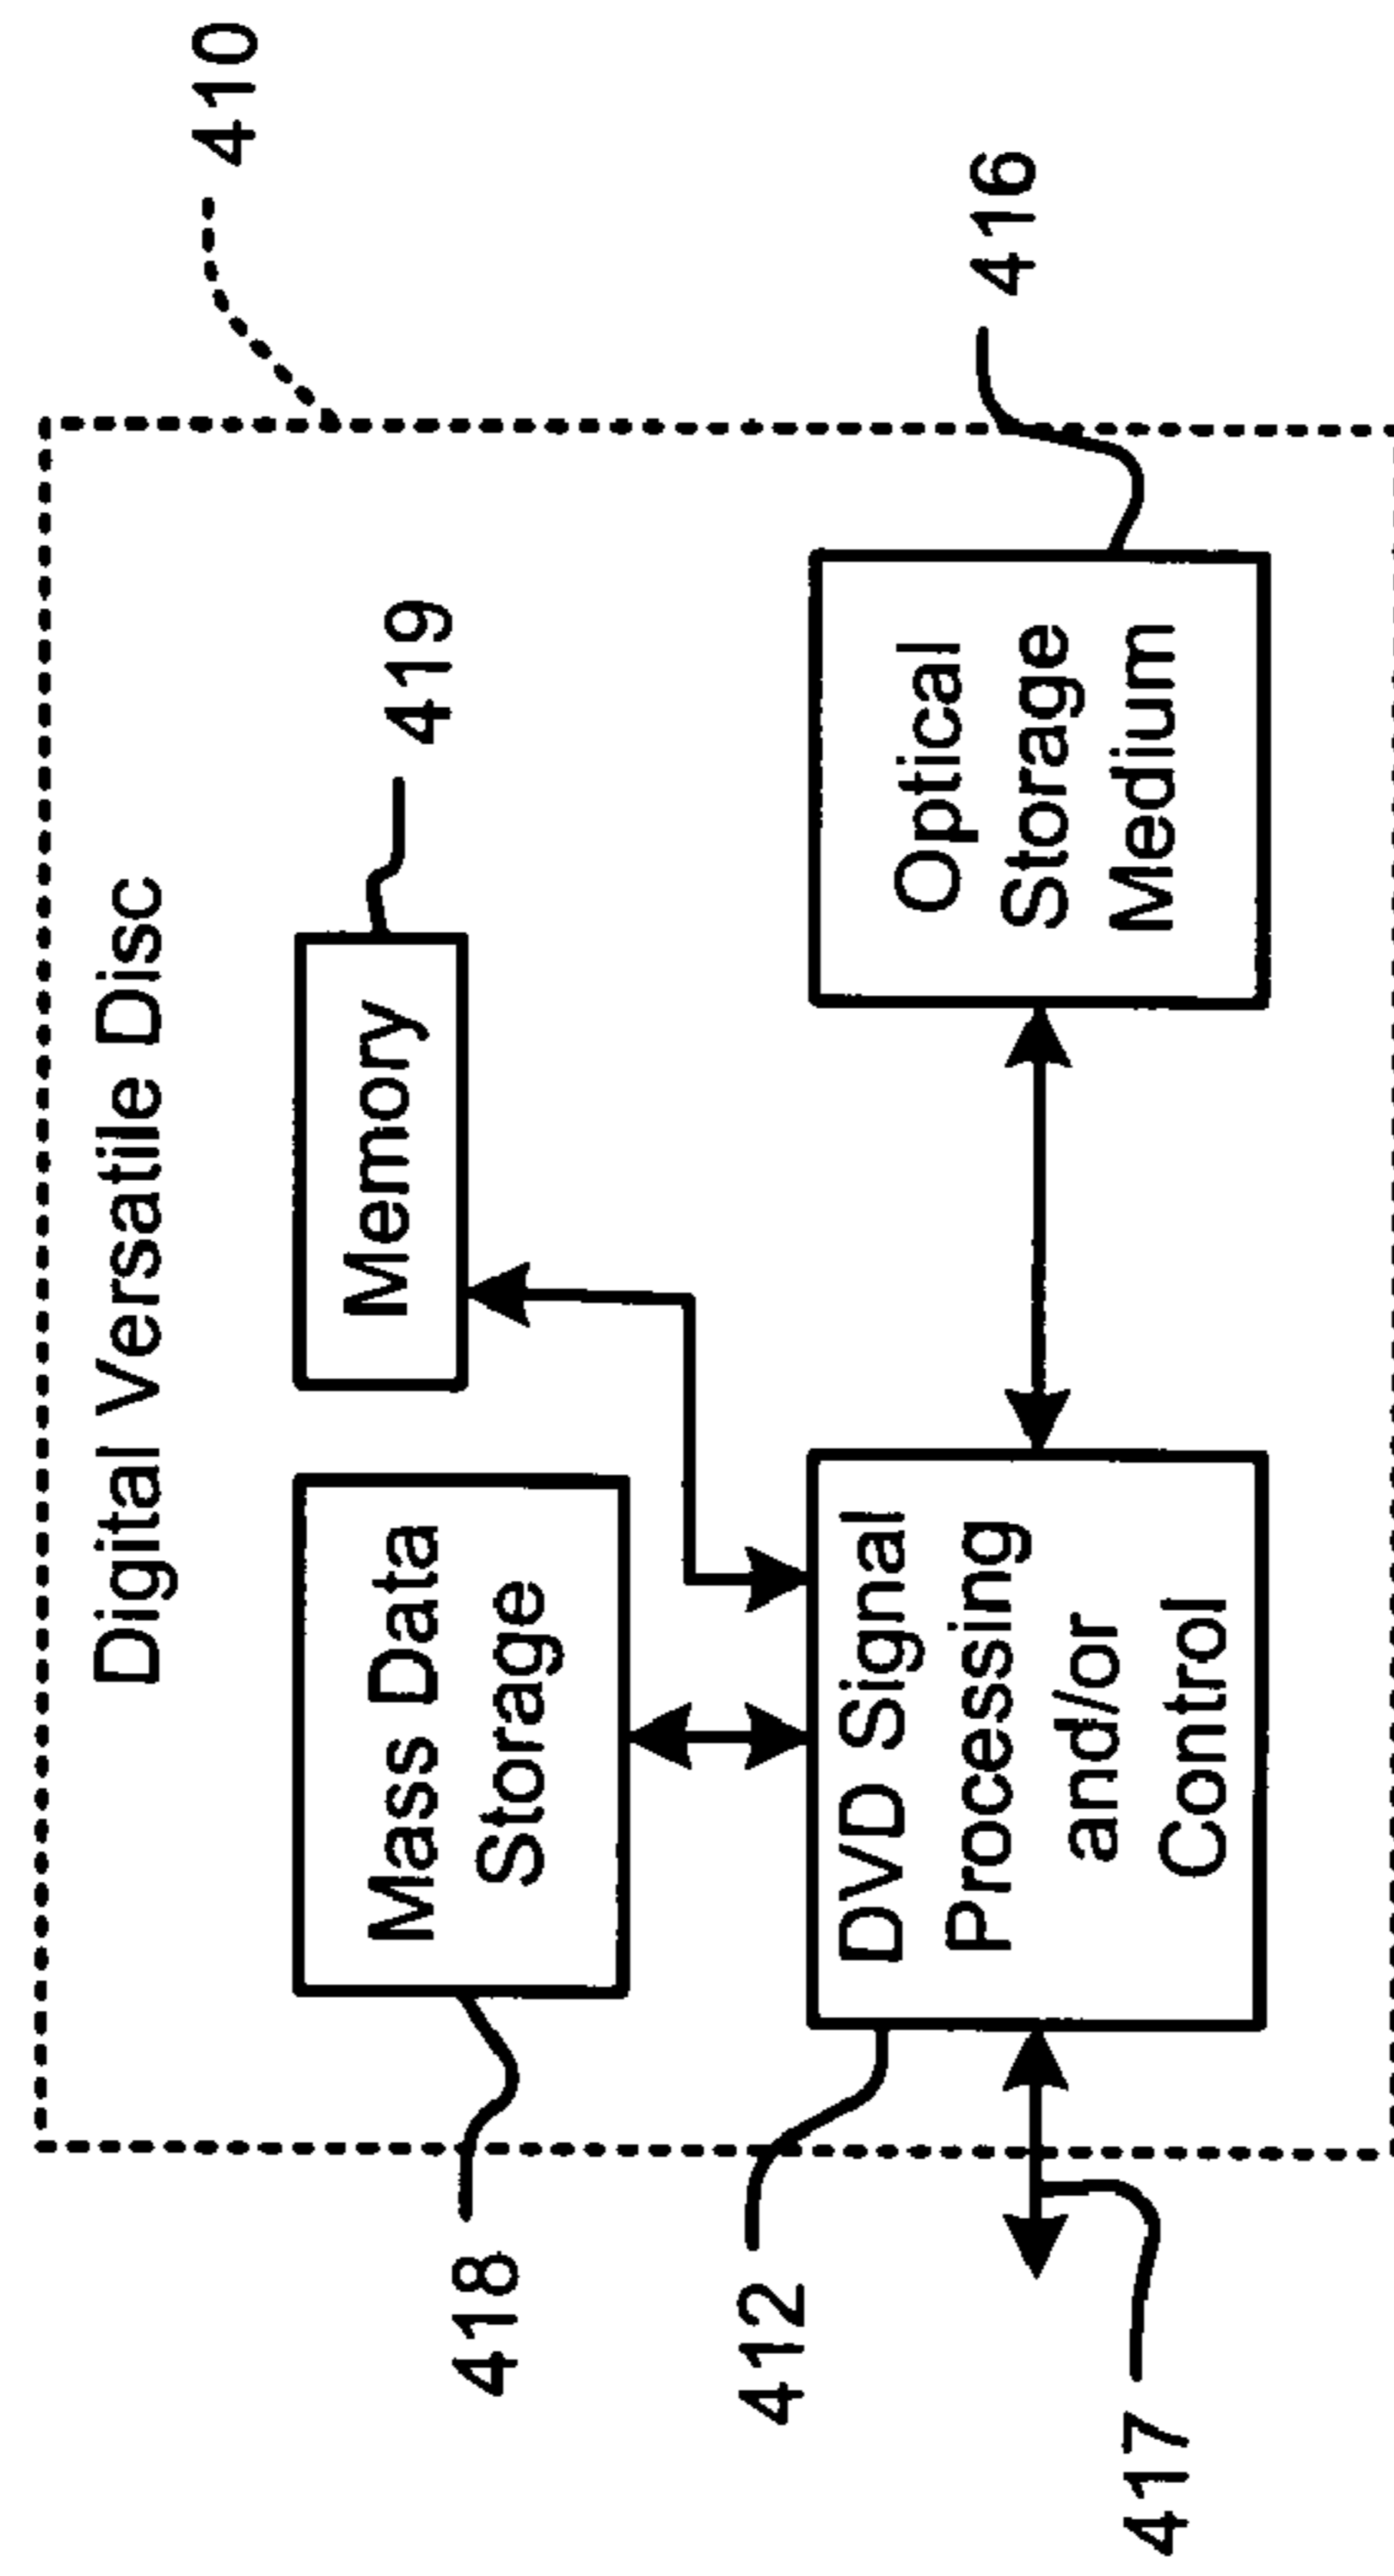 410
Digital Versatile Disc
419
418
Mass Data
Storage
Memory
416
412
DVD Signal
Processing
and/or
Control
Optical
Storage
Medium
417